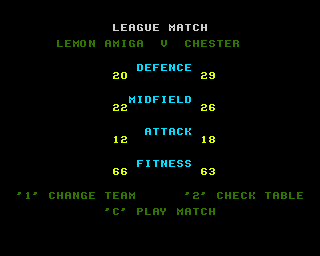 LEAGUE MATCH
LEMON AMIGA V CHESTER
DEFENCE
20 29
MIDFIELD
22 26
ATTACK
12 18
FITNESS
66 63
"1" CHANGE TEAM "2" CHECK TABLE
"C" PLAY MATCH